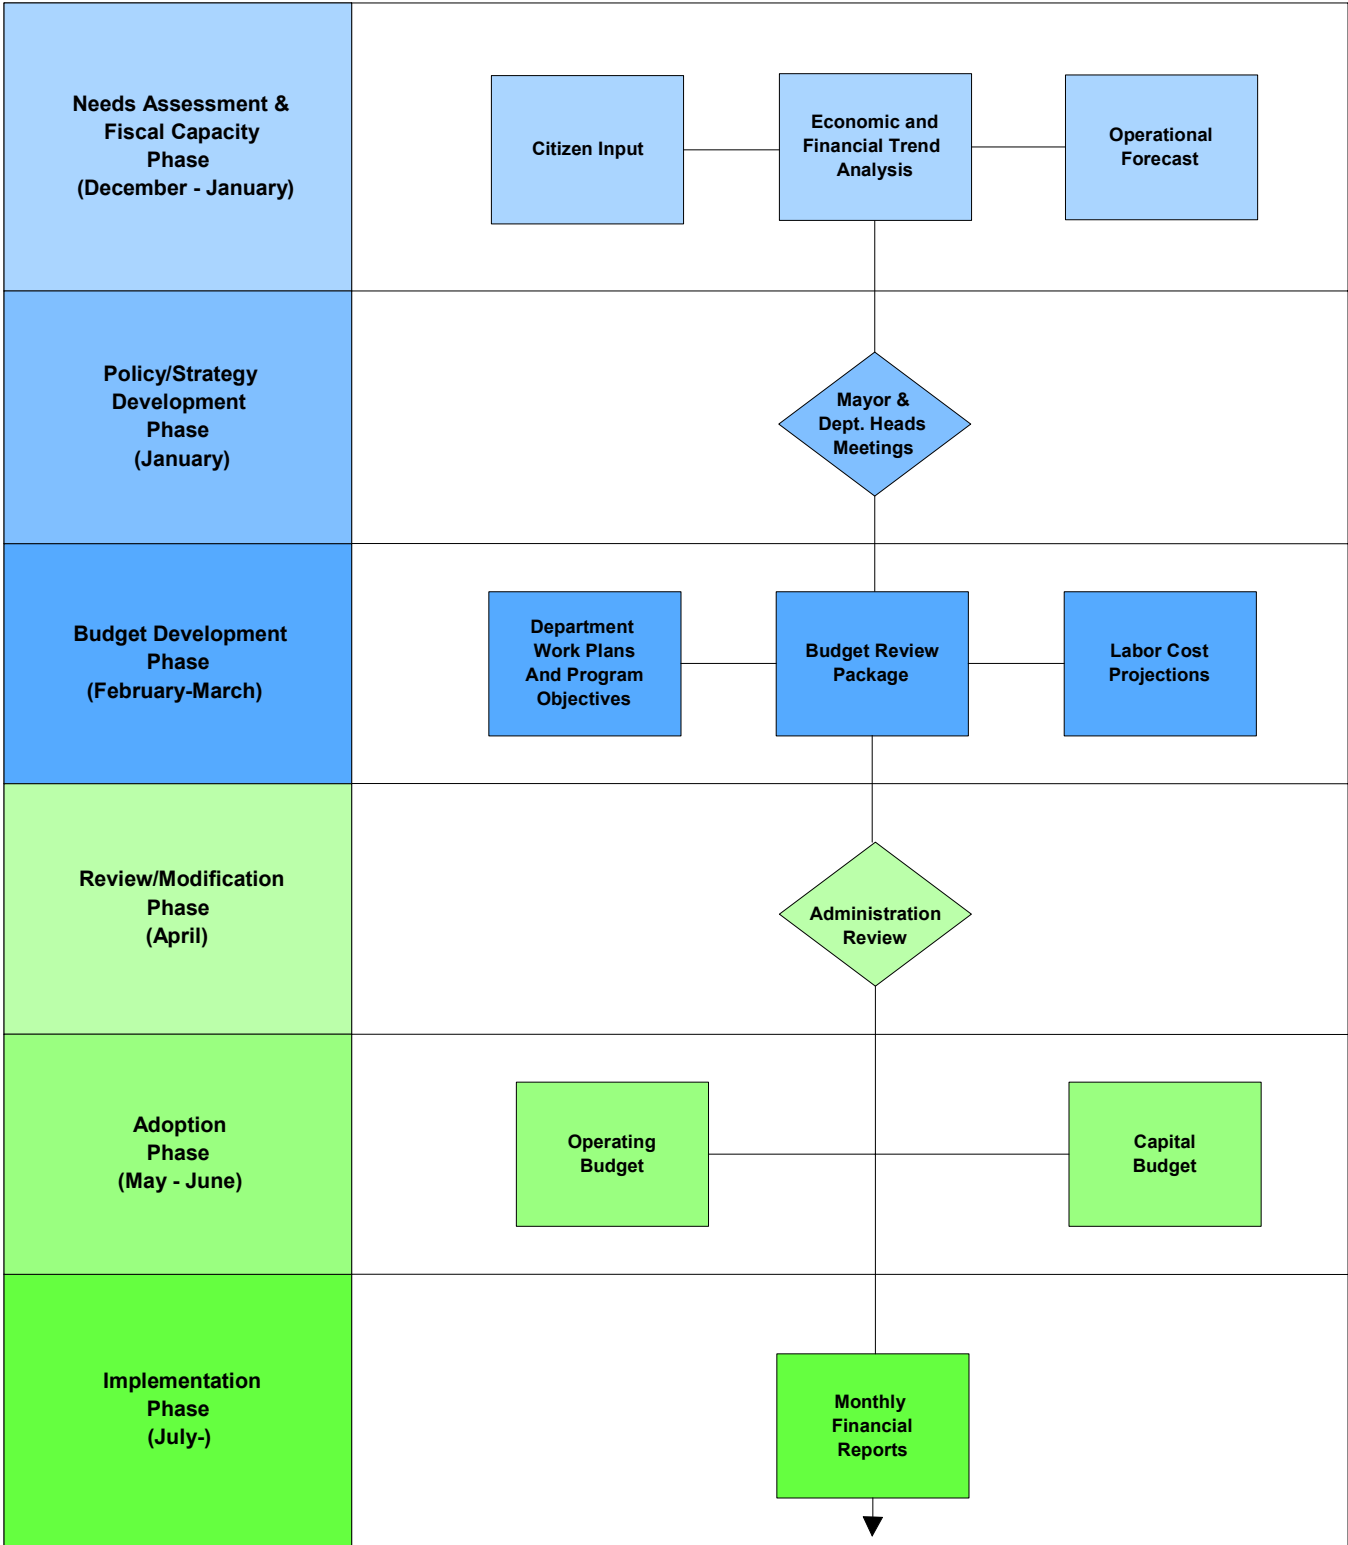 Needs Assessment &
Fiscal Capacity
Phase
(December - January)
Citizen Input
Economic and
Financial Trend
Analysis
Operational
Forecast
Policy/Strategy
Development
Phase
(January)
Mayor &
Dept. Heads
Meetings
Budget Development
Phase
(February-March)
Department
Work Plans
And Program
Objectives
Budget Review
Package
Labor Cost
Projections
Review/Modification
Phase
(April)
Administration
Review
Adoption
Phase
(May - June)
Operating
Budget
Capital
Budget
Implementation
Phase
(July-)
Monthly
Financial
Reports